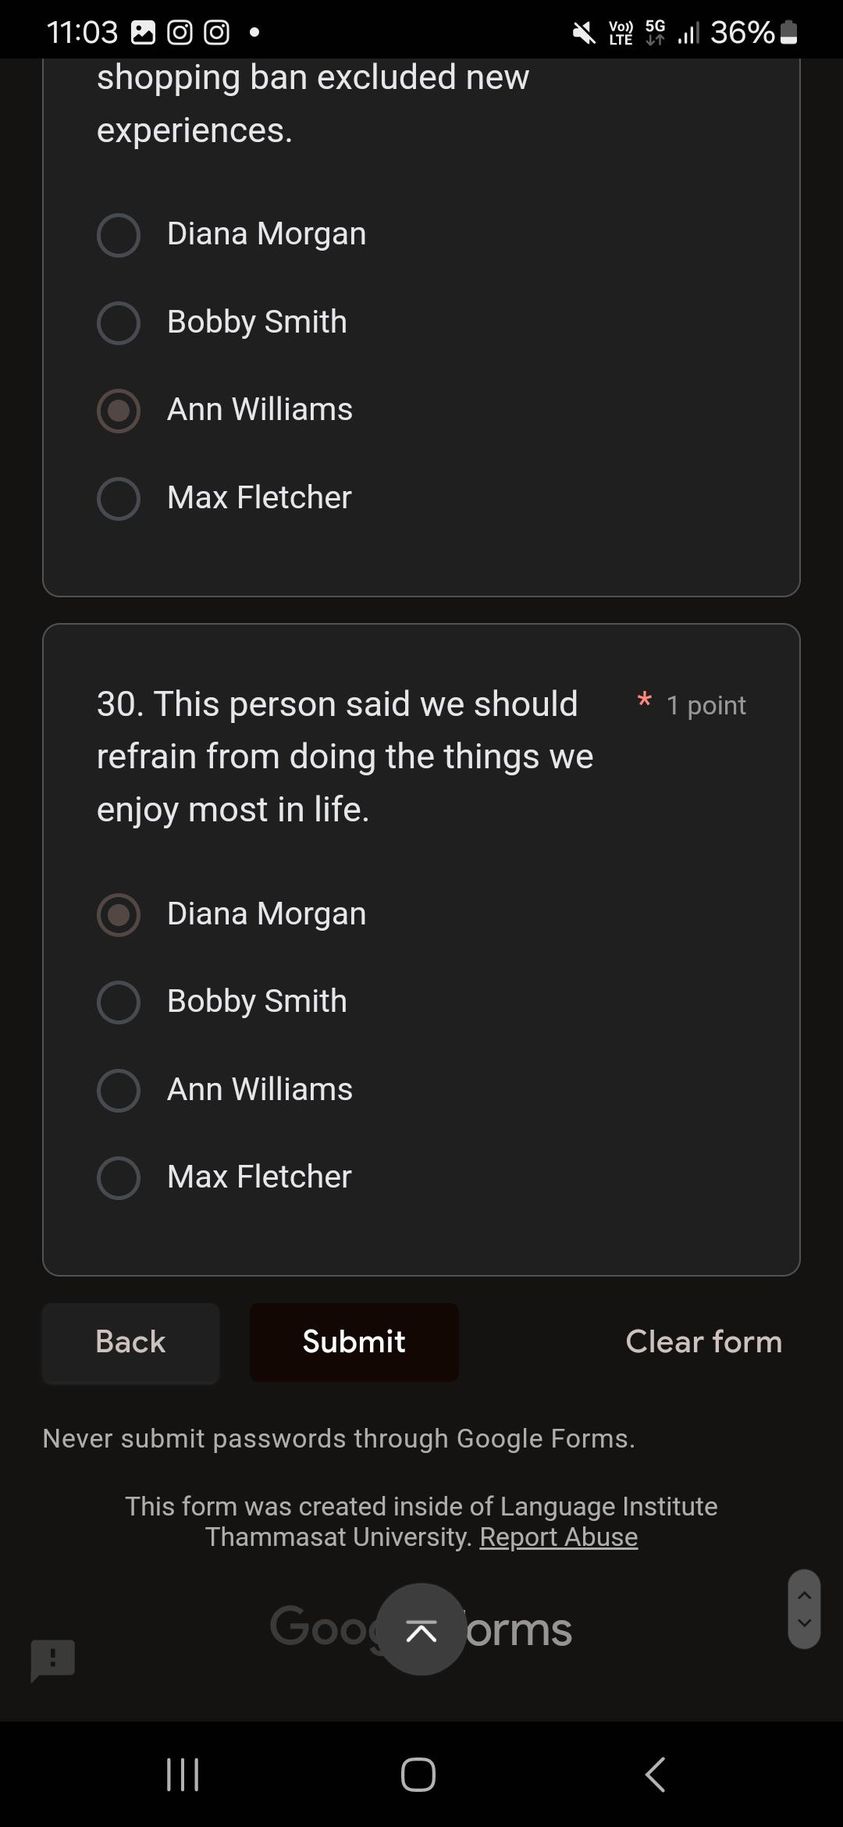 11:03
Vo))
LTE
5G
36%
shopping ban excluded new
experiences.
Diana Morgan
Bobby Smith
Ann Williams
Max Fletcher
30. This person said we should
refrain from doing the things we
enjoy most in life.
* 1 point
Diana Morgan
Bobby Smith
Ann Williams
Max Fletcher
Back
Submit
Clear form
Never submit passwords through Google Forms.
This form was created inside of Language Institute
Thammasat University. Report Abuse